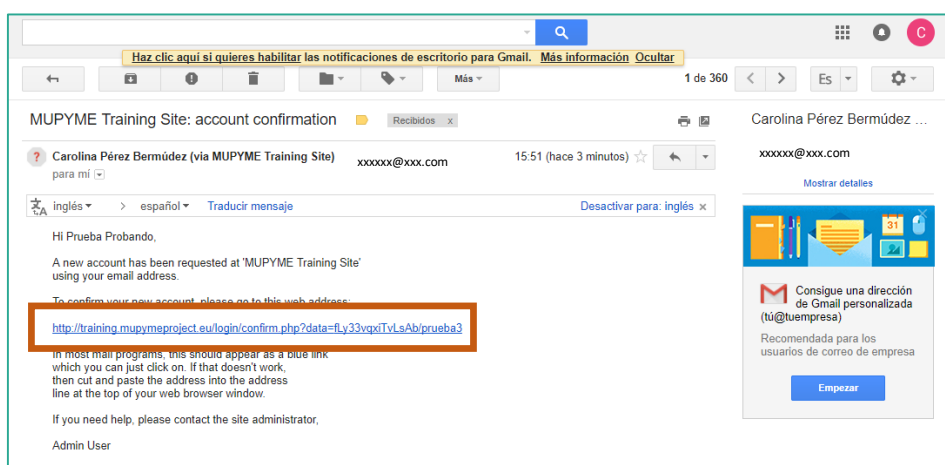 C
Haz clic aquí si quieres habilitar las notificaciones de escritorio para Gmail. Más información Ocultar
Más
1 de 360
Es
MUPYME Training Site: account confirmation
Recibidos x
Carolina Pérez Bermúdez ...
? Carolina Pérez Bermúdez (via MUPYME Training Site)
xxxxxx@xxx.com
15:51 (hace 3 minutos)
para mí
xxxxxx@xxx.com
Mostrar detalles
inglés > español Traducir mensaje
Desactivar para: inglés x
Hi Prueba Probando,
A new account has been requested at 'MUPYME Training Site'
using your email address.
To confirm your new account, please go to this web address:
http://training.mupymeproject.eu/login/confirm.php?data=fLy33vqxiTvLsAb/prueba3
In most mail programs, this should appear as a blue link
which you can just click on. If that doesn't work,
then cut and paste the address into the address
line at the top of your web browser window.
If you need help, please contact the site administrator,
Admin User
31
Consigue una dirección
de Gmail personalizada
(tú@tuempresa)
Recomendada para los
usuarios de correo de empresa
Empezar